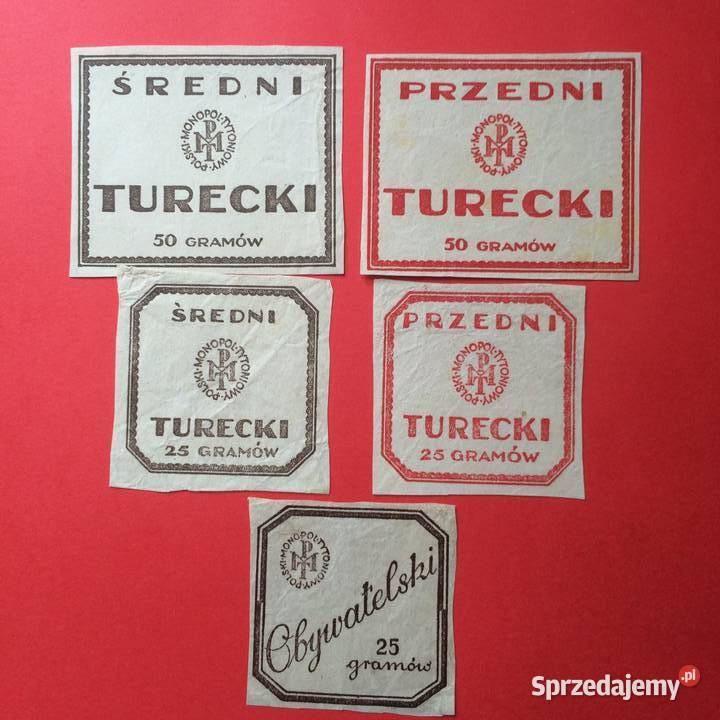 ŚREDNI
POLSKI·MONOPOL·TYTONIOWY·
PMT
TURECKI
50 GRAMÓW
PRZEDNI
POLSKI·MONOPOL·TYTONIOWY·
PMT
TURECKI
50 GRAMÓW
ŚREDNI
POLSKI·MONOPOL·TYTONIOWY·
PMT
TURECKI
25 GRAMÓW
PRZEDNI
POLSKI·MONOPOL·TYTONIOWY·
PMT
TURECKI
25 GRAMÓW
POLSKI·MONOPOL·TYTONIOWY·
PMT
Obywatelski
25
gramów
Sprzedajemy.pl